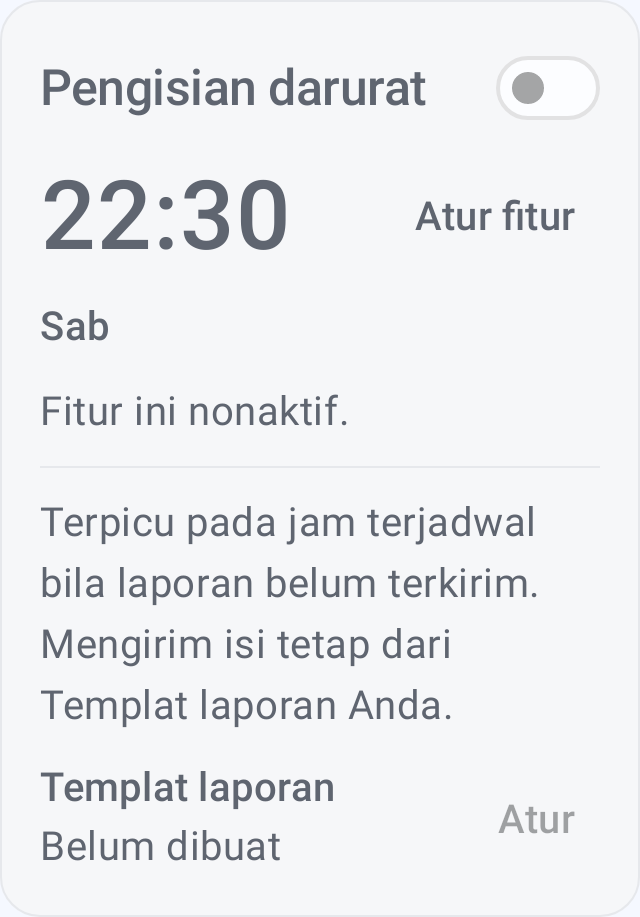 Pengisian darurat
22:30
Atur fitur
Sab
Fitur ini nonaktif.
Terpicu pada jam terjadwal
bila laporan belum terkirim.
Mengirim isi tetap dari
Templat laporan Anda.
Templat laporan
Belum dibuat
Atur